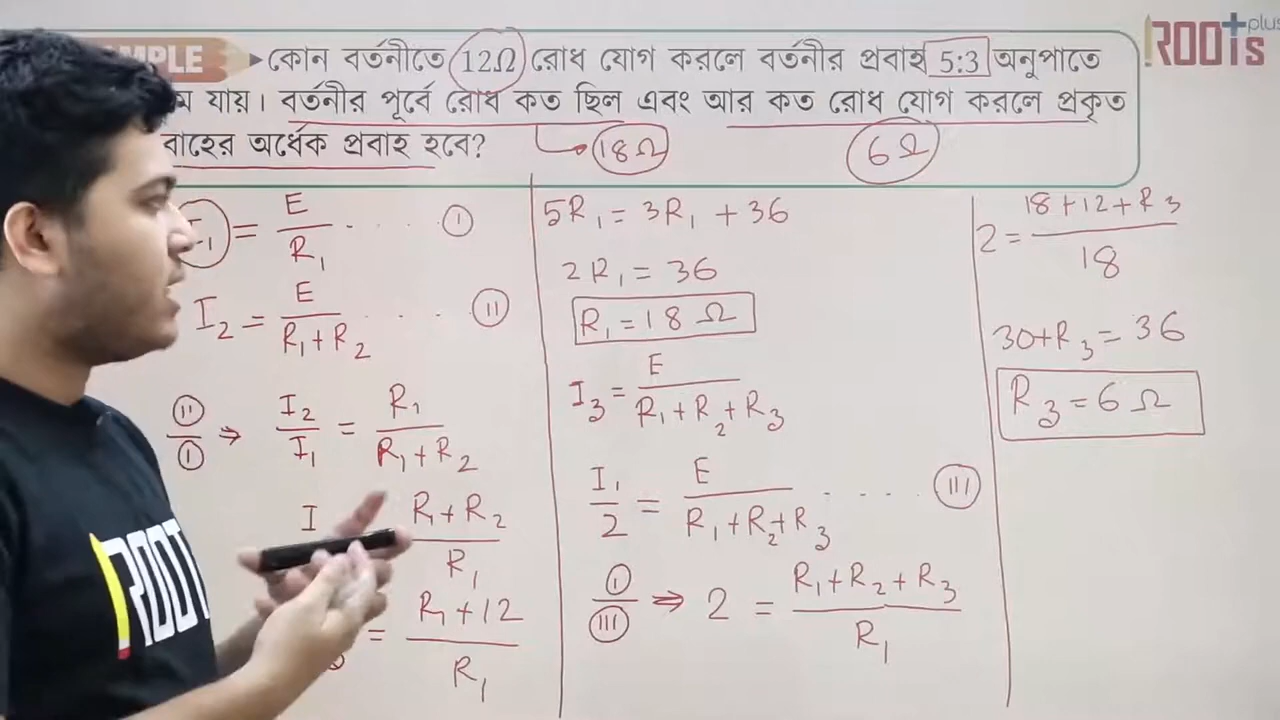 MPLE ▸ কোন বর্তনীতে 12Ω রোধ যোগ করলে বর্তনীর প্রবাহ 5:3 অনুপাতে
যায়। বর্তনীর পূর্বে রোধ কত ছিল এবং আর কত রোধ যোগ করলে প্রকৃত
বাহের অর্ধেক প্রবাহ হবে?
18Ω
6Ω
ROOTs plus
= E/R₁ . . . . (I)
I₂ = E/(R₁+R₂) . . . . (II)
(II)/(I) ⇒ I₂/I₁ = R₁/(R₁+R₂)
I (R₁+R₂)/R₁
= (R₁+12)/R₁
5R₁ = 3R₁ + 36
2R₁ = 36
R₁ = 18 Ω
I₃ = E/(R₁+R₂+R₃)
I₁/2 = E/(R₁+R₂+R₃) . . . . (III)
(I)/(III) ⇒ 2 = (R₁+R₂+R₃)/R₁
2 = (18+12+R₃)/18
30+R₃ = 36
R₃ = 6 Ω
ROOT